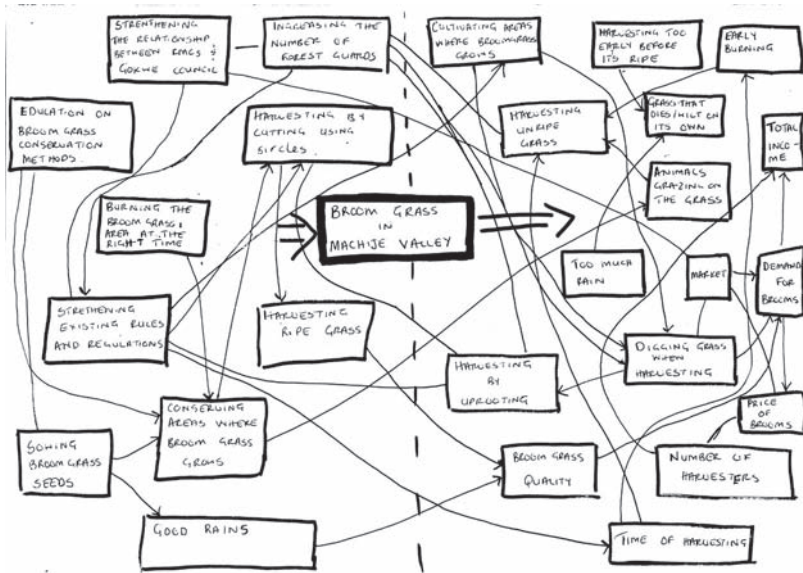 STRENTHENING
THE RELATIONSHIP
BETWEEN RMCS &
GOKWE COUNCIL
INCREASING THE
NUMBER OF
FOREST GUARDS
CULTIVATING AREAS
WHERE BROOMGRASS
GROWS
HARVESTING TOO
EARLY BEFORE
ITS RIPE
EARLY
BURNING
EDULATION ON
BROOM GRASS
CONSERVATION
METHODS.
HARVESTING BY
CUTTING USING
SIRCLES.
HARVESTING
UNRIPE
GRASS
GRASS THAT
DIES/WILT ON
ITS OWN
TOTAL
INCO-
ME
ANIMALS
GRAZING ON
THE GRASS
BURNING THE
BROOM GRASS
AREA AT THE
RIGHT TIME
BROOM GRASS
IN
MACHIJE VALLEY
TOO MUCH
RAIN
MARKET
DEMAND
FOR
BROOMS
STRETHENING
EXISTING RULES
AND REGULATIONS
HARVESTING
RIPE GRASS
HARVESTING
BY
UPROOTING
DIGGING GRASS
WHEN
HARVESTING
PRICE OF
BROOMS
CONSERVING
AREAS WHERE
BROOM GRASS
GROWS
SOWING
BROOM GRASS
SEEDS
BROOM GRASS
QUALITY
NUMBER OF
HARVESTERS
GOOD RAINS
TIME OF HARVESTING